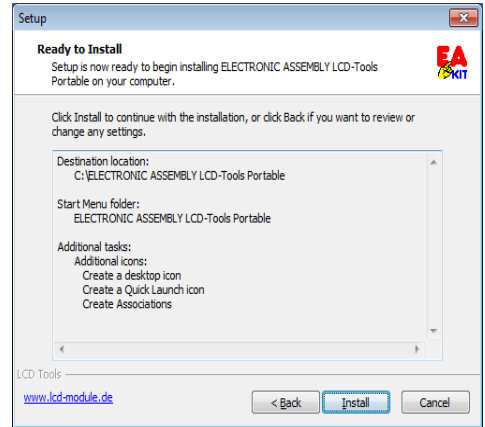 Setup
Ready to Install
Setup is now ready to begin installing ELECTRONIC ASSEMBLY LCD-Tools
Portable on your computer.
EA
KIT
Click Install to continue with the installation, or click Back if you want to review or
change any settings.
Destination location:
C:\ELECTRONIC ASSEMBLY LCD-Tools Portable
Start Menu folder:
ELECTRONIC ASSEMBLY LCD-Tools Portable
Additional tasks:
Additional icons:
Create a desktop icon
Create a Quick Launch icon
Create Associations
LCD Tools
www.lcd-module.de
< Back
Install
Cancel